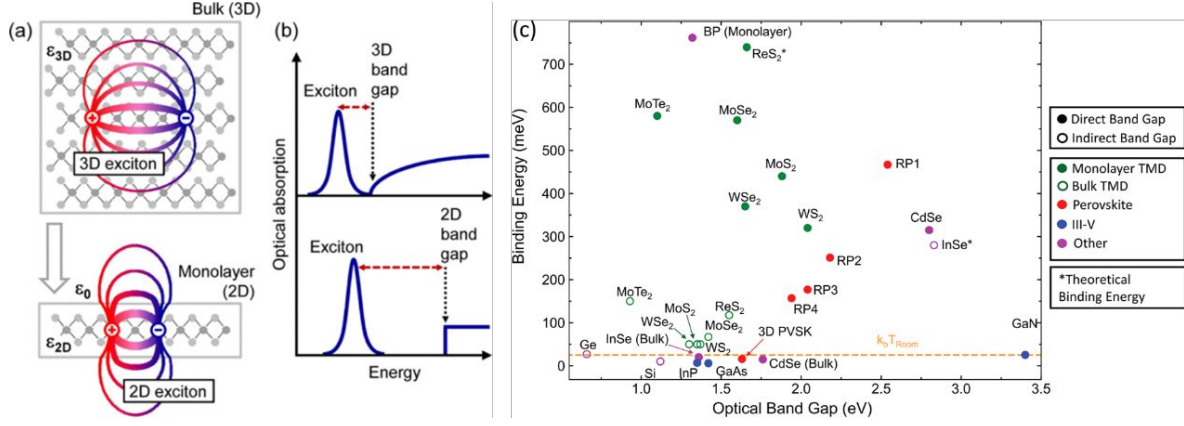 (a)
Bulk (3D)
ε3D
+
−
3D exciton
Monolayer
(2D)
ε0
ε2D
+
−
2D exciton
(b)
Optical absorption
Exciton
3D
band
gap
Exciton
2D
band
gap
Energy
(c)
Binding Energy (meV)
700
600
500
400
300
200
100
0
BP (Monolayer)
ReS2*
MoTe2
MoSe2
MoS2
RP1
WSe2
WS2
CdSe
InSe*
RP2
RP3
RP4
MoTe2
ReS2
MoS2
WSe2
MoSe2
3D PVSK
InSe (Bulk)
WS2
kbTRoom
GaN
Ge
Si
InP
GaAs
CdSe (Bulk)
1.0 1.5 2.0 2.5 3.0 3.5
Optical Band Gap (eV)
Direct Band Gap
Indirect Band Gap
Monolayer TMD
Bulk TMD
Perovskite
III-V
Other
*Theoretical
Binding Energy